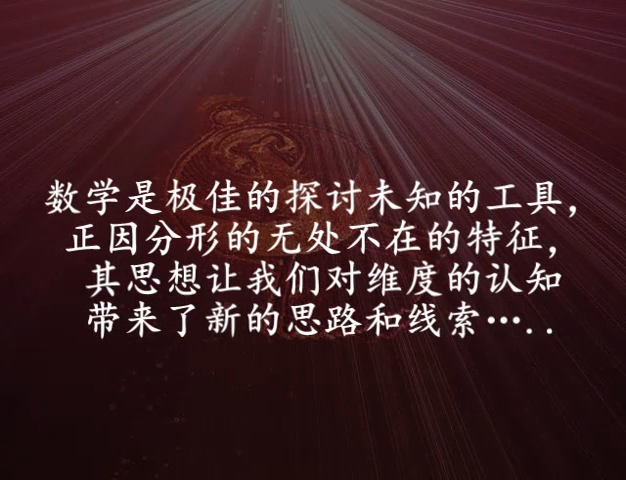 数学是极佳的探讨未知的工具，
正因分形的无处不在的特征，
其思想让我们对维度的认知
带来了新的思路和线索…..